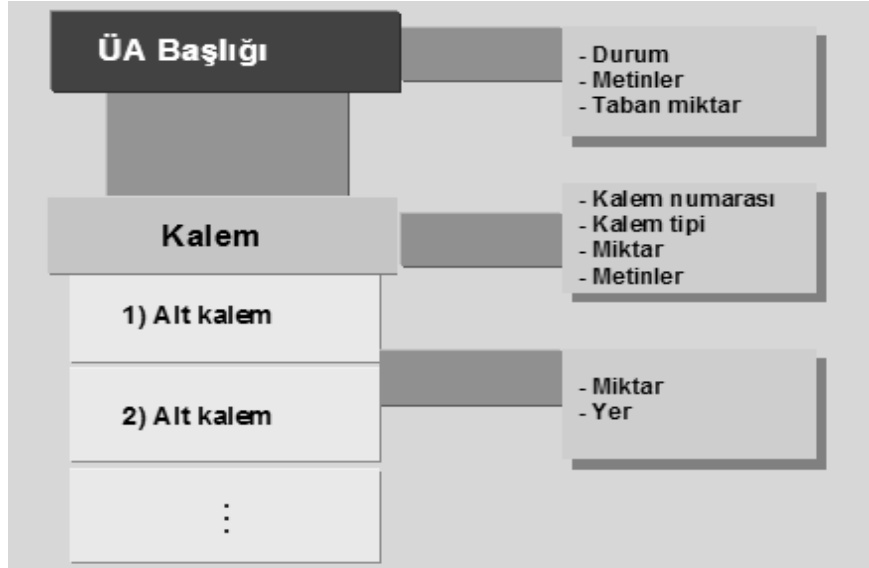 ÜA Başlığı
- Durum
- Metinler
- Taban miktar
Kalem
- Kalem numarası
- Kalem tipi
- Miktar
- Metinler
1) Alt kalem
2) Alt kalem
⋮
- Miktar
- Yer